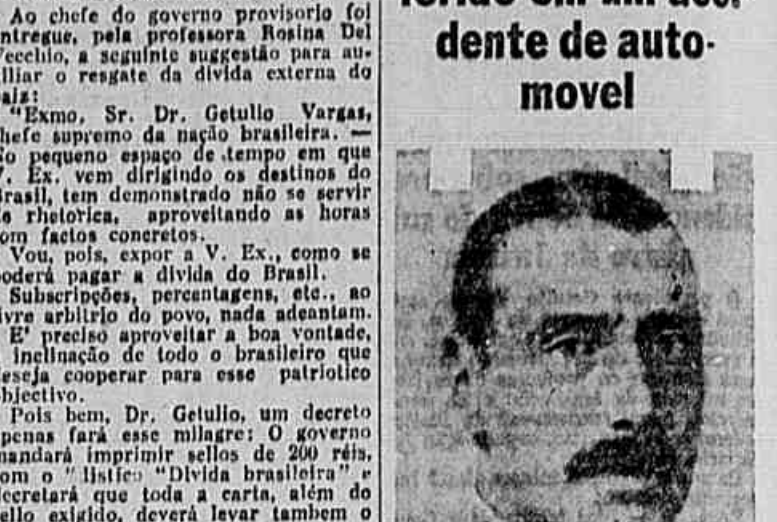 Ao chefe do governo provisorio foi
entregue, pela professora Rosina Del
Vecchio, a seguinte suggestão para au-
xiliar o resgate da divida externa do
paiz:
"Exmo, Sr. Dr. Getulio Vargas,
chefe supremo da nação brasileira. —
No pequeno espaço de tempo em que
V. Ex. vem dirigindo os destinos do
Brasil, tem demonstrado não se servir
de rhetorica, aproveitando as horas
com factos concretos.
Vou, pois, expor a V. Ex., como se
poderá pagar a divida do Brasil.
Subscripções, percentagens, etc., ao
livre arbitrio do povo, nada adeantam.
E' preciso aproveitar a boa vontade,
a inclinação de todo o brasileiro que
deseja cooperar para esse patriotico
objectivo.
Pois bem, Dr. Getulio, um decreto
apenas fará esse milagre: O governo
mandará imprimir sellos de 200 réis,
com o "listico "Divida brasileira" e
decretará que toda a carta, além do
sello exigido, deverá levar tambem o
ferido em um acci-
dente de auto-
movel